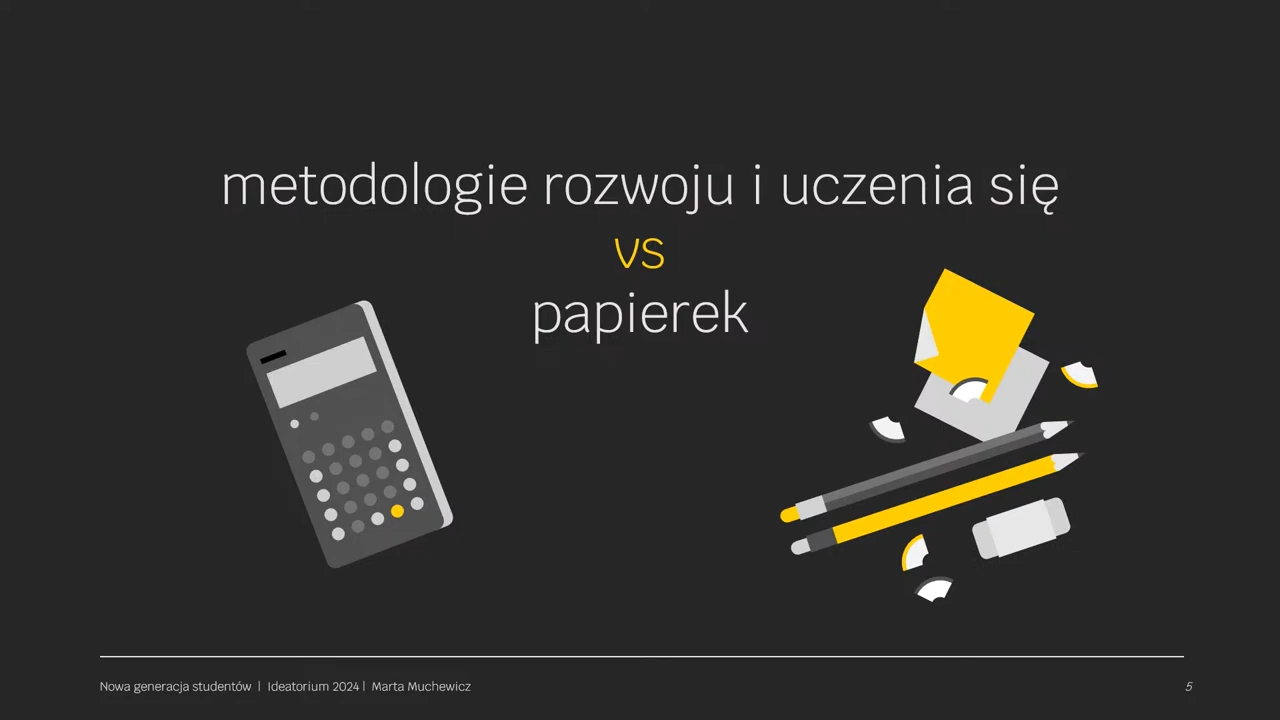 metodologie rozwoju i uczenia się
vs
papierek
Nowa generacja studentów | Ideatorium 2024 | Marta Muchewicz
5